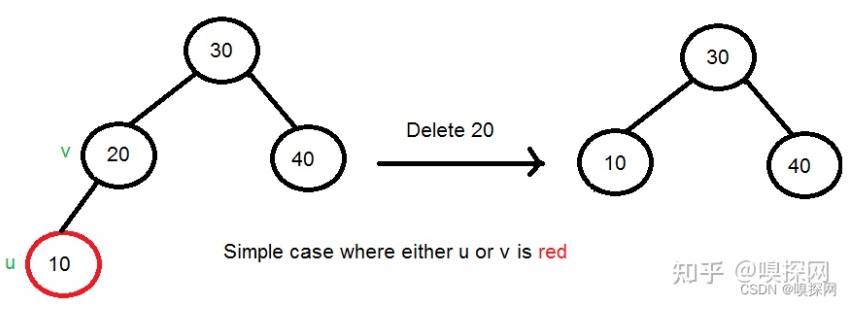 30
30
v
20
40
Delete 20
10
40
u
10
Simple case where either u or v is red
知乎 @嗅探网
CSDN @嗅探网